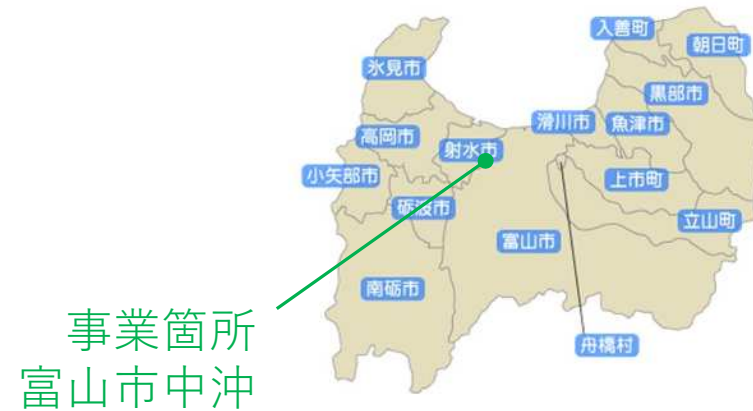 入善町
朝日町
氷見市
黒部市
滑川市
魚津市
高岡市
射水市
小矢部市
上市町
砺波市
立山町
富山市
南砺市
事業箇所
富山市中沖
舟橋村